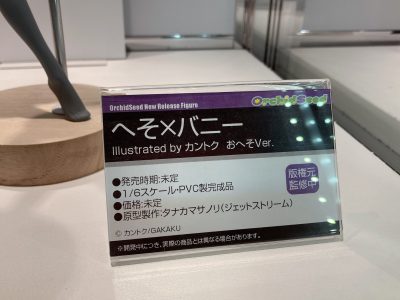 OrchidSeed New Release Figure
OrchidSeed
へそ×バニー
Illustrated by カントク おへそVer.
●発売時期:未定
●1/6スケール・PVC製完成品
●価格:未定
●原型製作:タナカマサノリ(ジェットストリーム)
版権元
監修中
© カントク/GAKAKU
※開発中につき、実際の商品とは異なる場合があります。